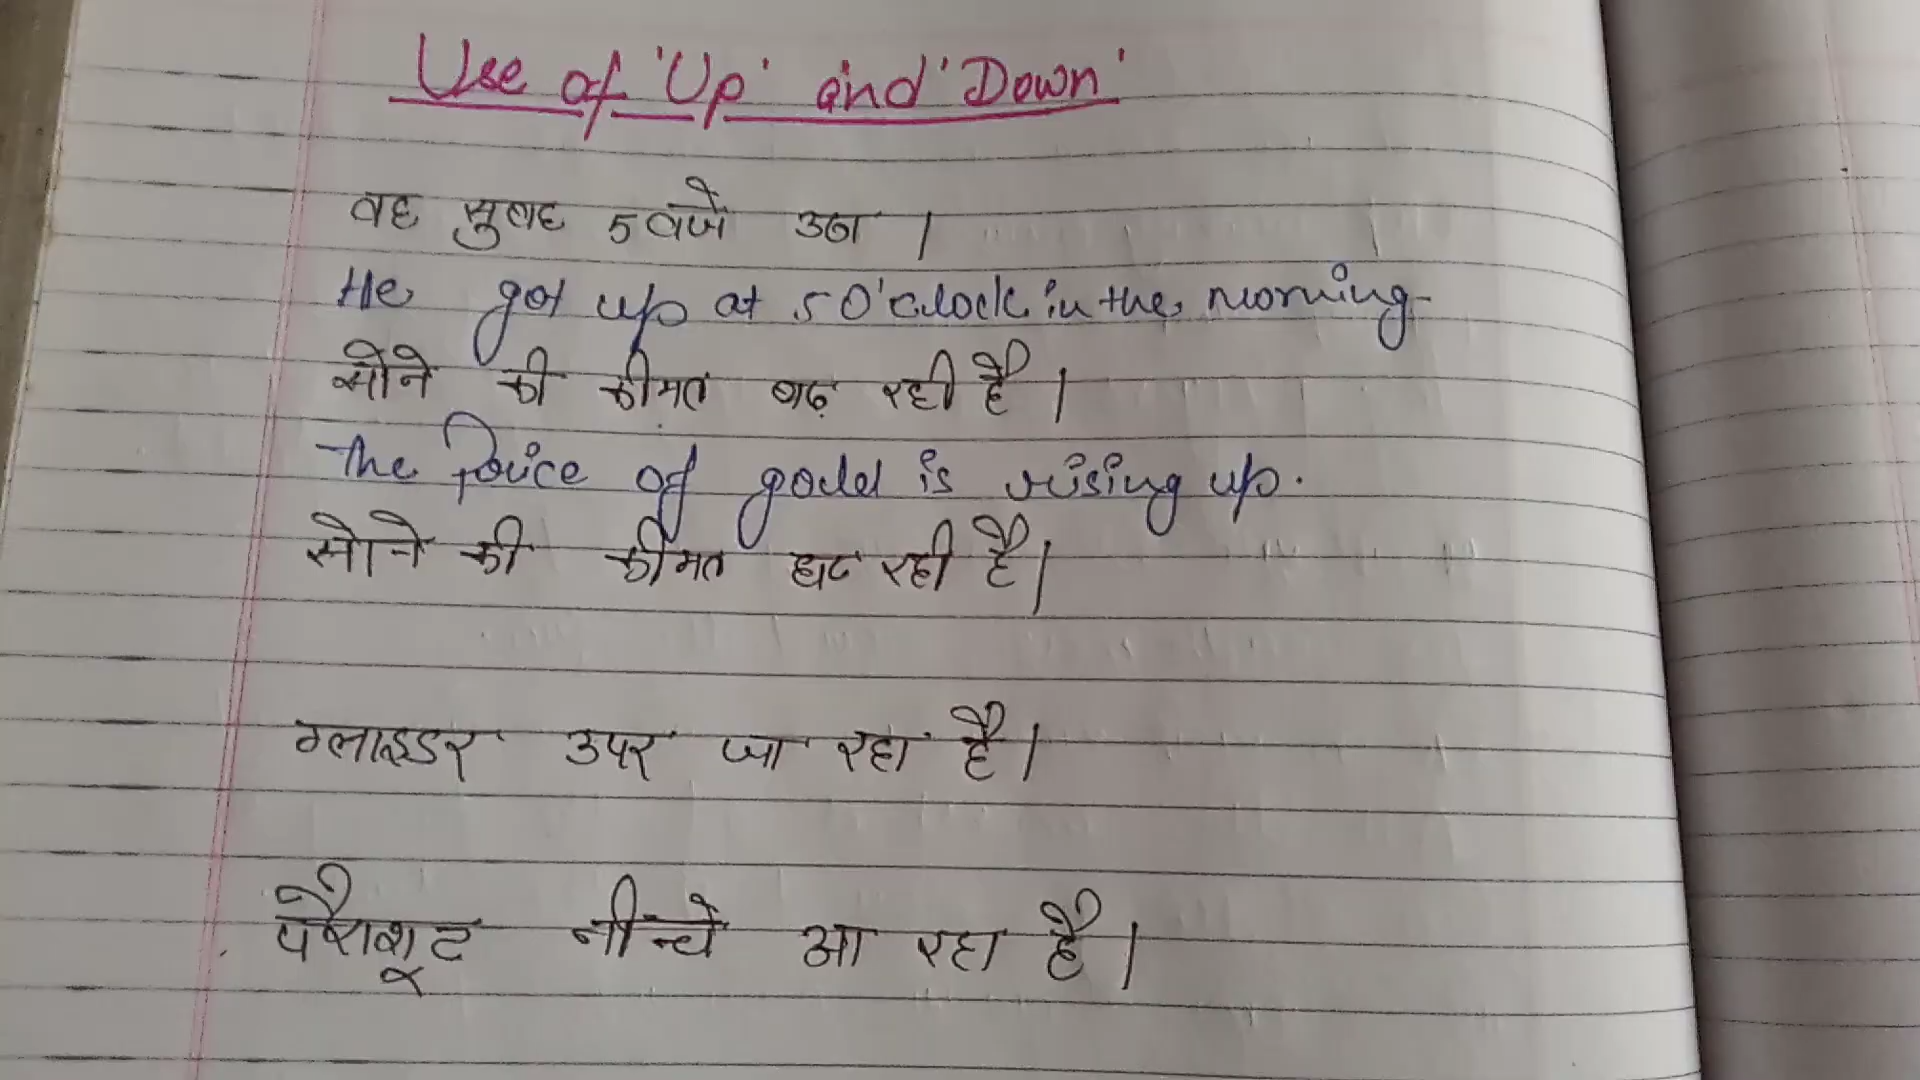 Use of 'Up' and 'Down'
वह सुबह 5 बजे उठा ।
He got up at 5 O'clock in the morning.
सोने की कीमत बढ़ रही है ।
The Price of gold is rising up.
सोने की कीमत घट रही है ।
ग्लाइडर उपर जा रहा है ।
पैराशूट नीचे आ रहा है ।